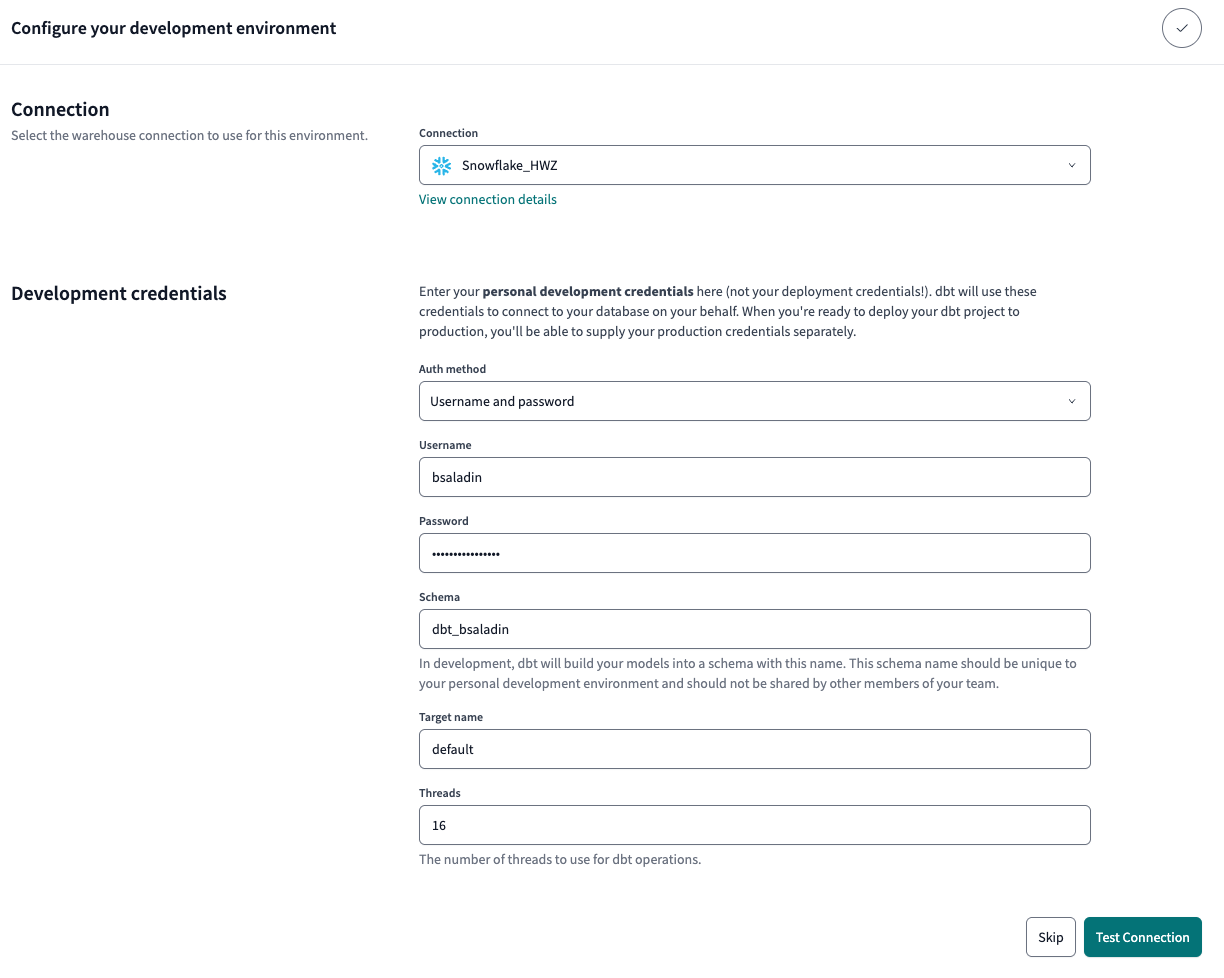 Configure your development environment
Connection
Select the warehouse connection to use for this environment.
Connection
Snowflake_HWZ
View connection details
Development credentials
Enter your personal development credentials here (not your deployment credentials!). dbt will use these
credentials to connect to your database on your behalf. When you're ready to deploy your dbt project to
production, you'll be able to supply your production credentials separately.
Auth method
Username and password
Username
bsaladin
Password
••••••••••••••••
Schema
dbt_bsaladin
In development, dbt will build your models into a schema with this name. This schema name should be unique to
your personal development environment and should not be shared by other members of your team.
Target name
default
Threads
16
The number of threads to use for dbt operations.
Skip
Test Connection